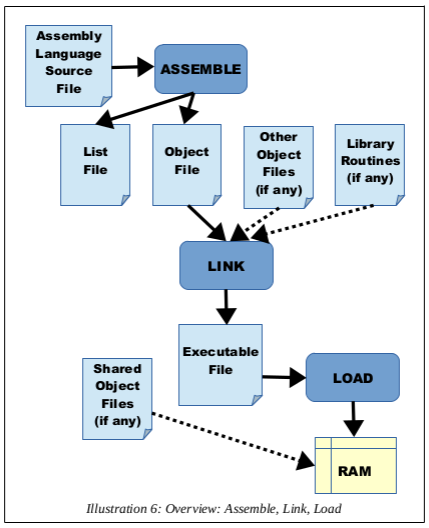 Assembly
Language
Source
File
ASSEMBLE
List
File
Object
File
Other
Object
Files
(if any)
Library
Routines
(if any)
LINK
Executable
File
Shared
Object
Files
(if any)
LOAD
RAM
Illustration 6: Overview: Assemble, Link, Load